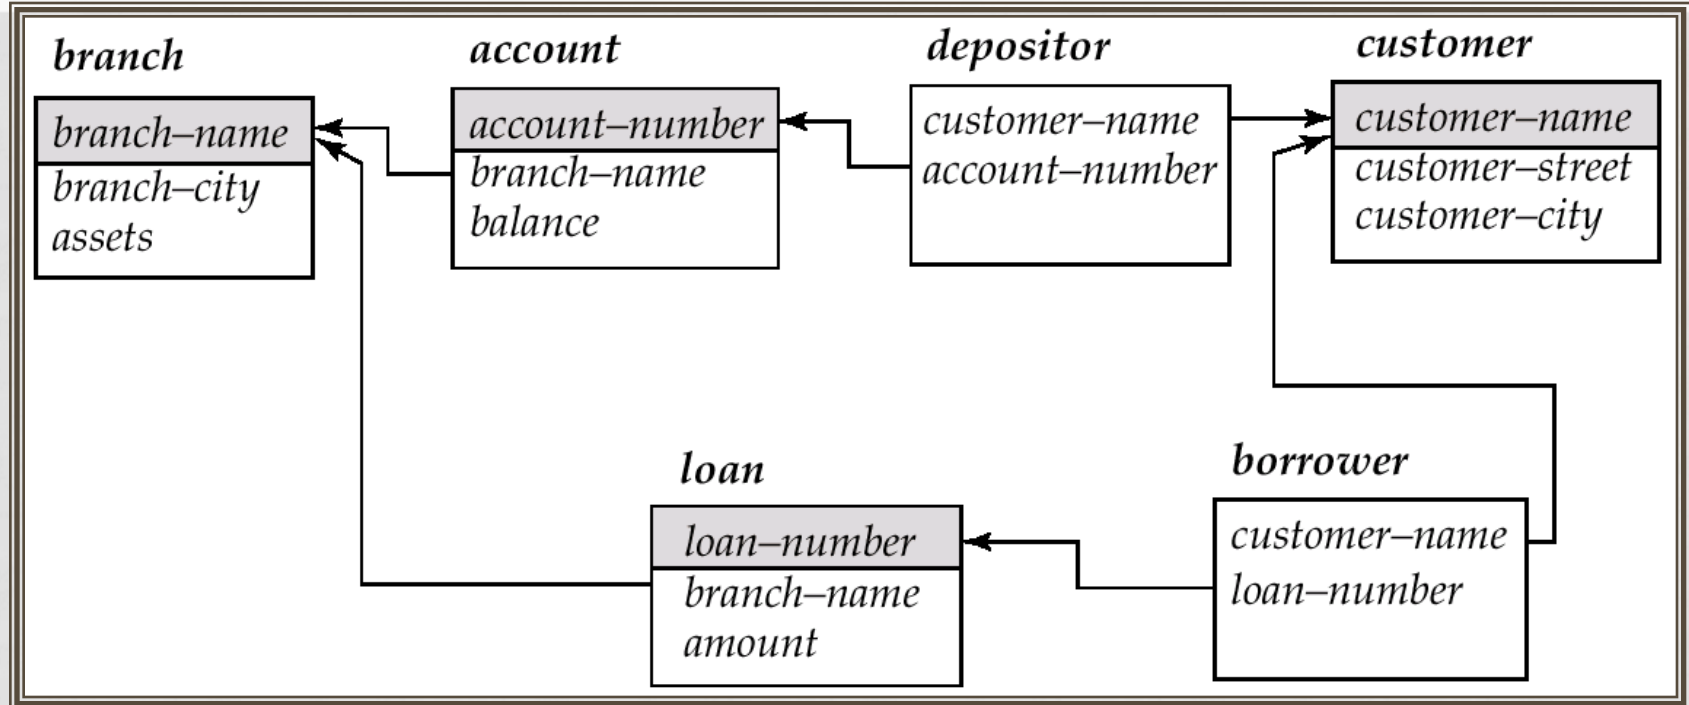 branch
branch–name
branch–city
assets
account
account–number
branch–name
balance
depositor
customer–name
account–number
customer
customer–name
customer–street
customer–city
loan
loan–number
branch–name
amount
borrower
customer–name
loan–number